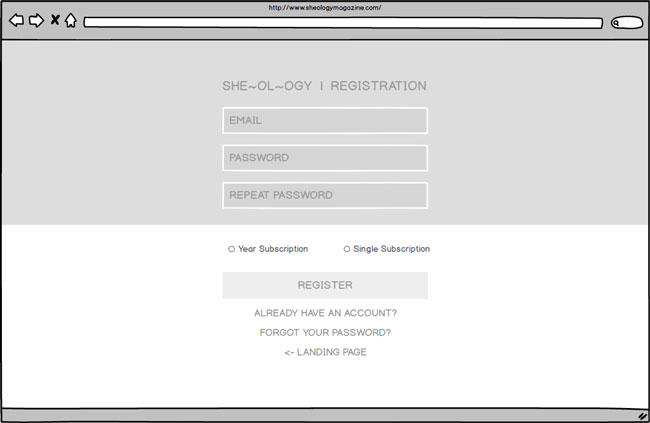 http://www.sheologymagazine.com/
SHE~OL~OGY | REGISTRATION
EMAIL
PASSWORD
REPEAT PASSWORD
Year Subscription
Single Subscription
REGISTER
ALREADY HAVE AN ACCOUNT?
FORGOT YOUR PASSWORD?
<- LANDING PAGE